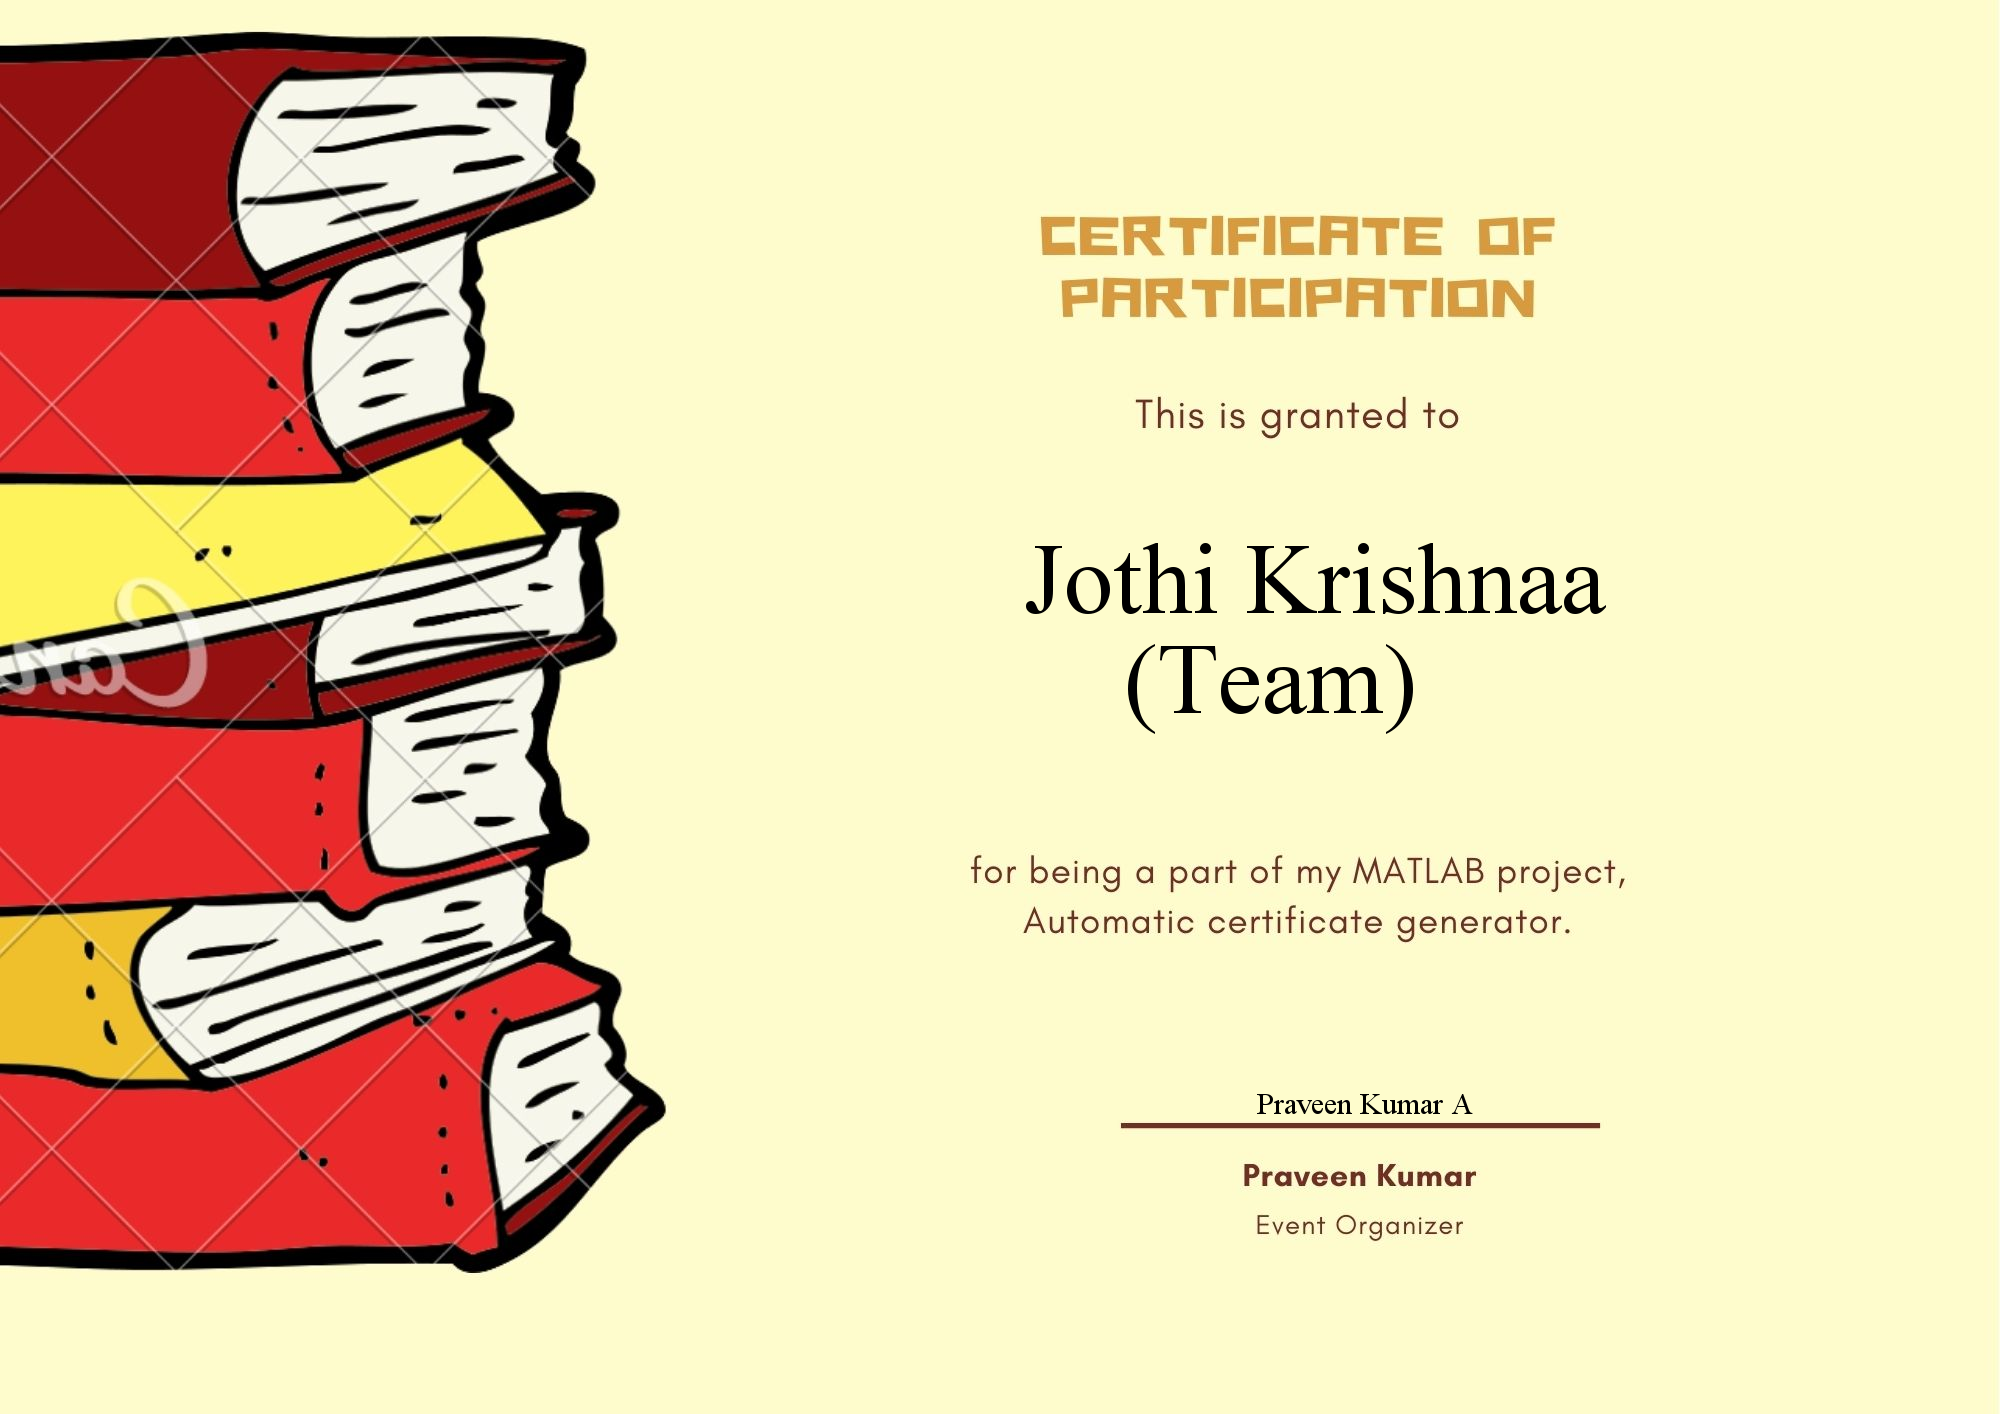 CERTIFICATE OF
PARTICIPATION
This is granted to
Jothi Krishnaa
(Team)
for being a part of my MATLAB project,
Automatic certificate generator.
Praveen Kumar A
Praveen Kumar
Event Organizer